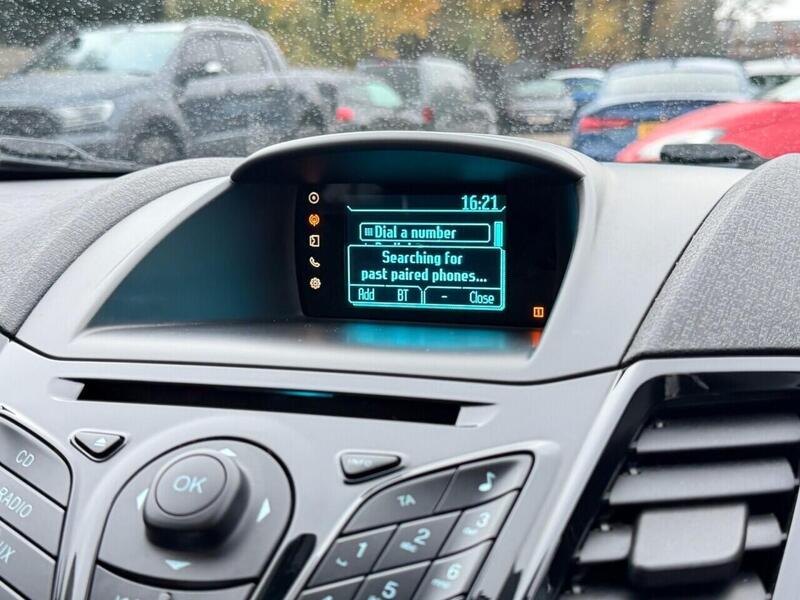 16:21
Dial a number
Searching for
past paired phones...
Add BT - Close
CD
RADIO
OK
INFO
TA
1 2 3
5 6